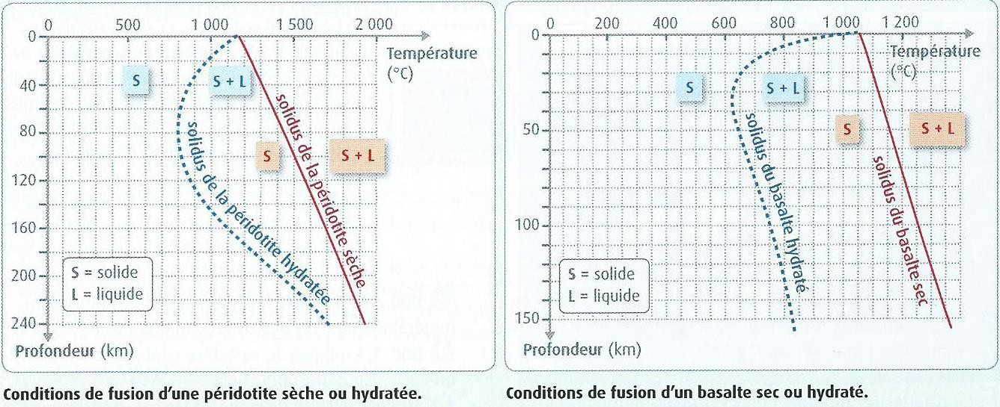 0 500 1 000 1 500 2 000
Température
(°C)
0
40
80
120
160
200
240
Profondeur (km)
S
S + L
S
S + L
solidus de la péridotite hydratée
solidus de la péridotite sèche
S = solide
L = liquide
Conditions de fusion d'une péridotite sèche ou hydratée.
0 200 400 600 800 1 000 1 200
Température
(°C)
0
50
100
150
Profondeur (km)
S
S + L
S
S + L
solidus du basalte hydraté
solidus du basalte sec
S = solide
L = liquide
Conditions de fusion d'un basalte sec ou hydraté.